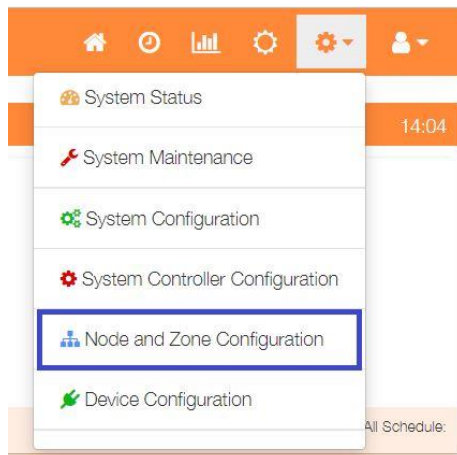 System Status
14:04
System Maintenance
System Configuration
System Controller Configuration
Node and Zone Configuration
Device Configuration
All Schedule: